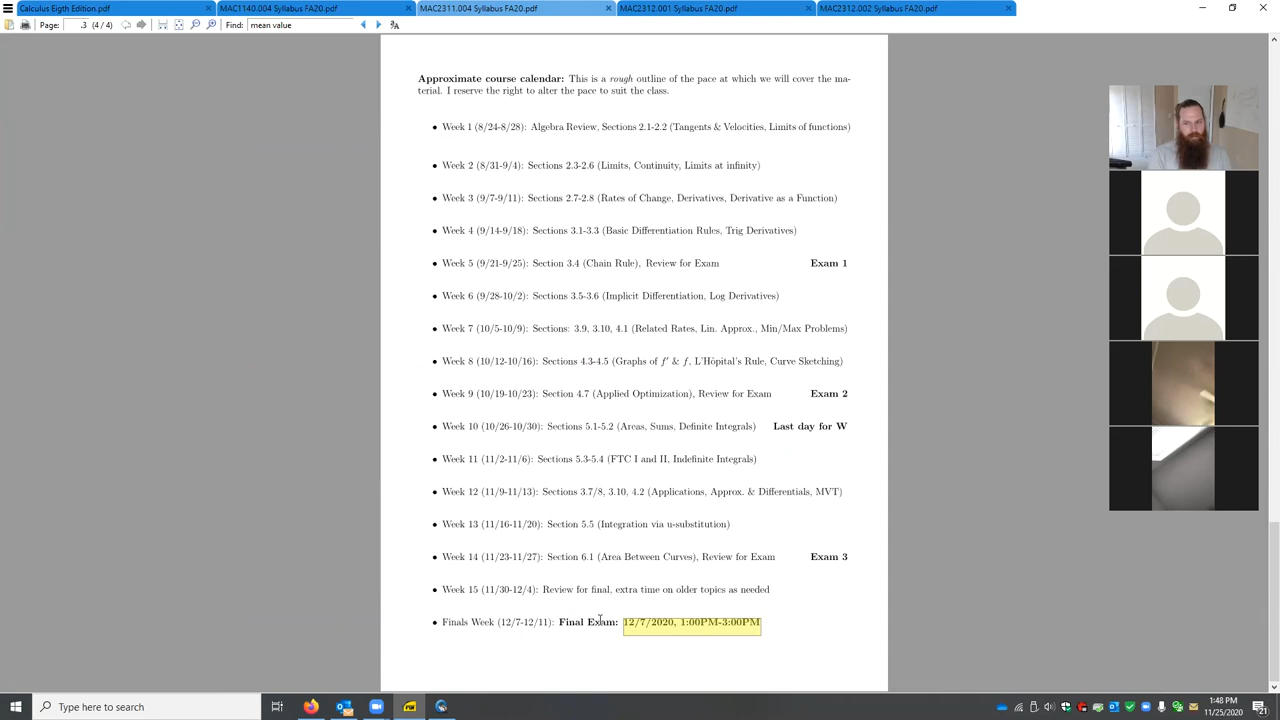 Calculus Eigth Edition.pdf
MAC1140.004 Syllabus FA20.pdf
MAC2311.004 Syllabus FA20.pdf
MAC2312.001 Syllabus FA20.pdf
MAC2312.002 Syllabus FA20.pdf
Page: .3 (4 / 4) Find: mean value
Approximate course calendar: This is a rough outline of the pace at which we will cover the ma-
terial. I reserve the right to alter the pace to suit the class.
• Week 1 (8/24-8/28): Algebra Review, Sections 2.1-2.2 (Tangents & Velocities, Limits of functions)
• Week 2 (8/31-9/4): Sections 2.3-2.6 (Limits, Continuity, Limits at infinity)
• Week 3 (9/7-9/11): Sections 2.7-2.8 (Rates of Change, Derivatives, Derivative as a Function)
• Week 4 (9/14-9/18): Sections 3.1-3.3 (Basic Differentiation Rules, Trig Derivatives)
• Week 5 (9/21-9/25): Section 3.4 (Chain Rule), Review for Exam Exam 1
• Week 6 (9/28-10/2): Sections 3.5-3.6 (Implicit Differentiation, Log Derivatives)
• Week 7 (10/5-10/9): Sections: 3.9, 3.10, 4.1 (Related Rates, Lin. Approx., Min/Max Problems)
• Week 8 (10/12-10/16): Sections 4.3-4.5 (Graphs of f′ & f, L'Hôpital's Rule, Curve Sketching)
• Week 9 (10/19-10/23): Section 4.7 (Applied Optimization), Review for Exam Exam 2
• Week 10 (10/26-10/30): Sections 5.1-5.2 (Areas, Sums, Definite Integrals) Last day for W
• Week 11 (11/2-11/6): Sections 5.3-5.4 (FTC I and II, Indefinite Integrals)
• Week 12 (11/9-11/13): Sections 3.7/8, 3.10, 4.2 (Applications, Approx. & Differentials, MVT)
• Week 13 (11/16-11/20): Section 5.5 (Integration via u-substitution)
• Week 14 (11/23-11/27): Section 6.1 (Area Between Curves), Review for Exam Exam 3
• Week 15 (11/30-12/4): Review for final, extra time on older topics as needed
• Finals Week (12/7-12/11): Final Exam: 12/7/2020, 1:00PM-3:00PM
Type here to search
1:48 PM
11/25/2020